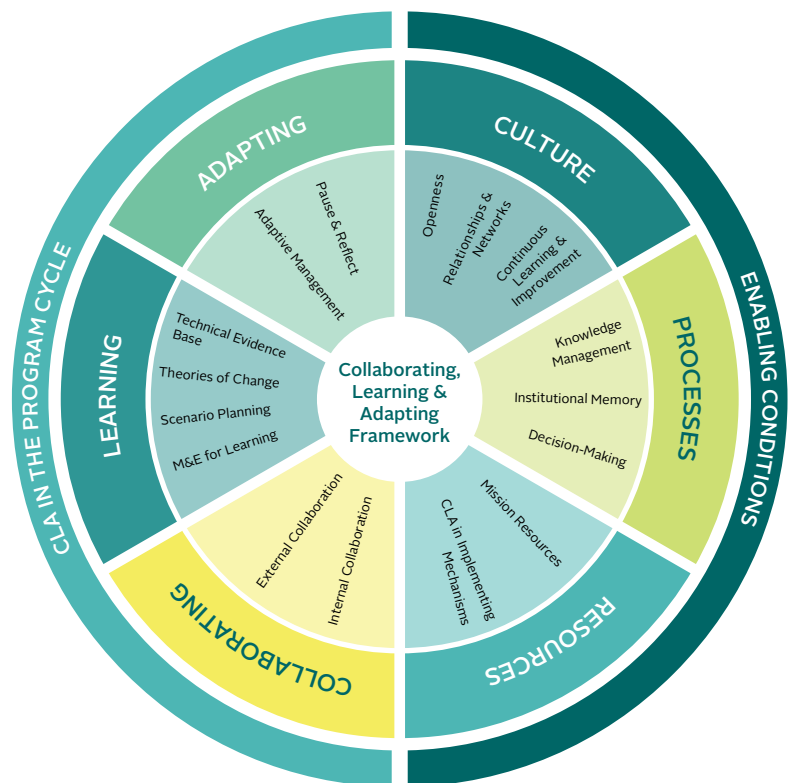 Collaborating,
Learning &
Adapting
Framework
CLA IN THE PROGRAM CYCLE
ADAPTING
Adaptive Management
Pause & Reflect
LEARNING
Technical Evidence
Base
Theories of Change
Scenario Planning
M&E for Learning
COLLABORATING
External Collaboration
Internal Collaboration
ENABLING CONDITIONS
CULTURE
Openness
Relationships &
Networks
Continuous
Learning &
Improvement
PROCESSES
Knowledge
Management
Institutional Memory
Decision-Making
RESOURCES
Mission Resources
CLA in Implementing
Mechanisms